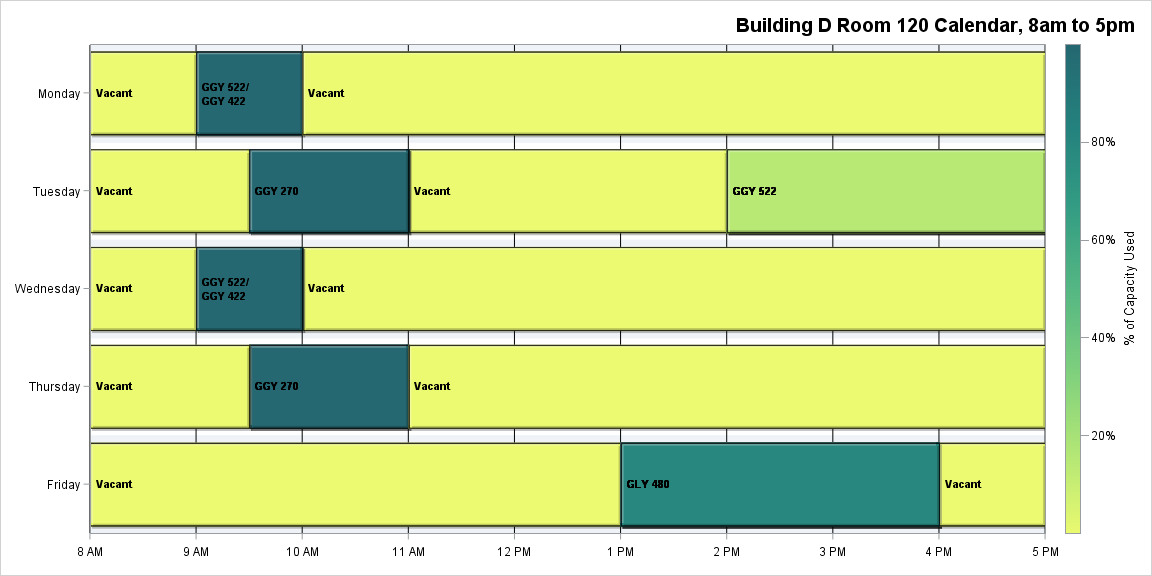 Building D Room 120 Calendar, 8am to 5pm
Monday
Vacant
GGY 522/
GGY 422
Vacant
Tuesday
Vacant
GGY 270
Vacant
GGY 522
Wednesday
Vacant
GGY 522/
GGY 422
Vacant
Thursday
Vacant
GGY 270
Vacant
Friday
Vacant
GLY 480
Vacant
8 AM
9 AM
10 AM
11 AM
12 PM
1 PM
2 PM
3 PM
4 PM
5 PM
80%
60%
40%
20%
% of Capacity Used